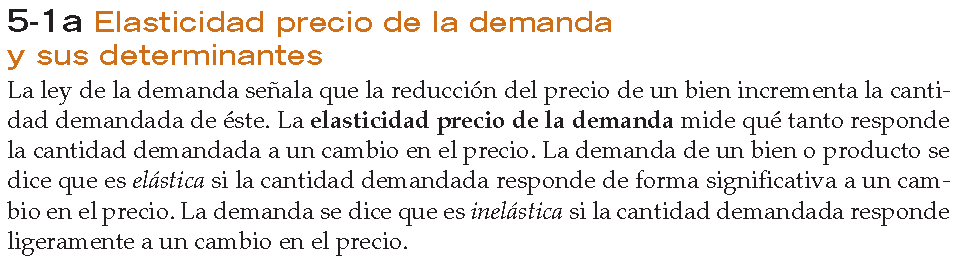 5-1a Elasticidad precio de la demanda
y sus determinantes
La ley de la demanda señala que la reducción del precio de un bien incrementa la canti-
dad demandada de éste. La elasticidad precio de la demanda mide qué tanto responde
la cantidad demandada a un cambio en el precio. La demanda de un bien o producto se
dice que es elástica si la cantidad demandada responde de forma significativa a un cam-
bio en el precio. La demanda se dice que es inelástica si la cantidad demandada responde
ligeramente a un cambio en el precio.